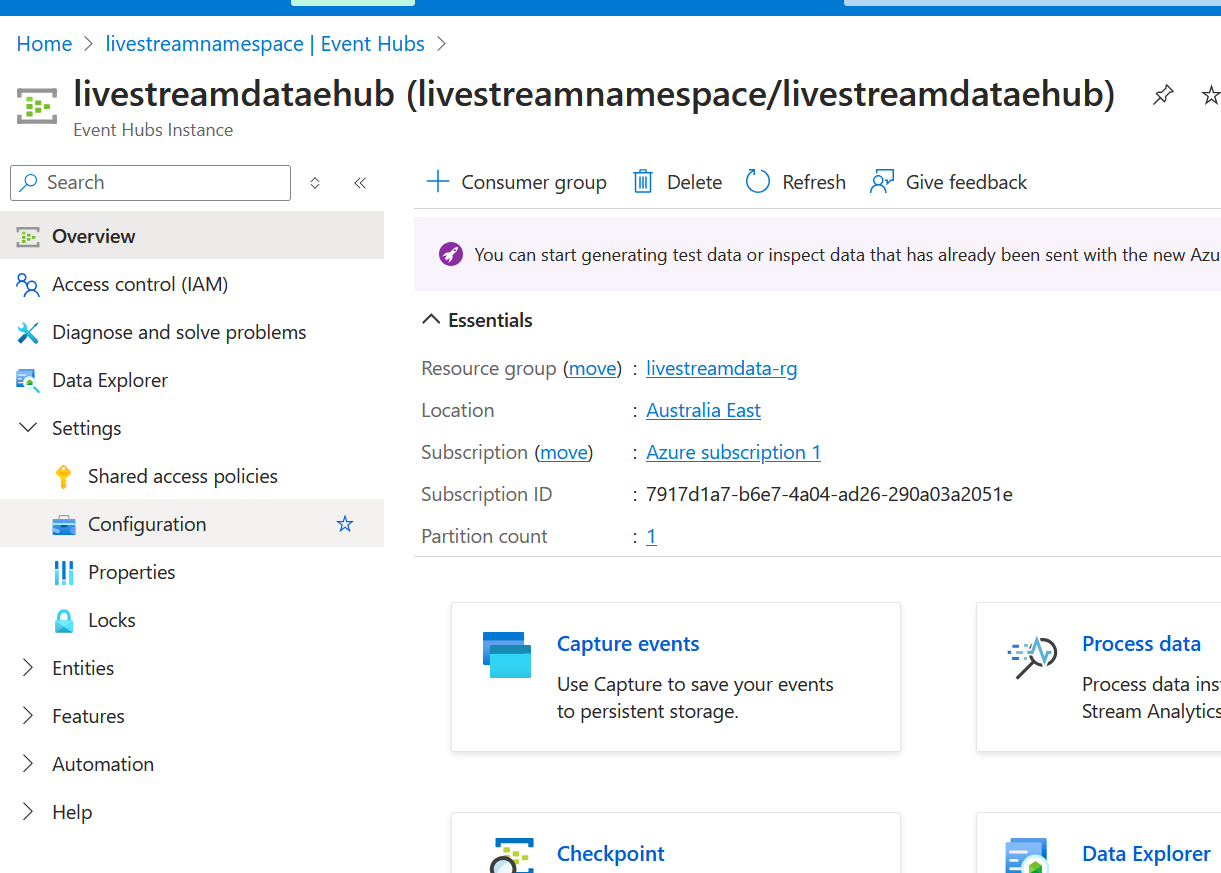 Home > livestreamnamespace | Event Hubs >
livestreamdataehub (livestreamnamespace/livestreamdataehub)
Event Hubs Instance
Search
Consumer group Delete Refresh Give feedback
Overview
Access control (IAM)
Diagnose and solve problems
Data Explorer
Settings
Shared access policies
Configuration
Properties
Locks
Entities
Features
Automation
Help
You can start generating test data or inspect data that has already been sent with the new Azu
Essentials
Resource group (move) : livestreamdata-rg
Location : Australia East
Subscription (move) : Azure subscription 1
Subscription ID : 7917d1a7-b6e7-4a04-ad26-290a03a2051e
Partition count : 1
Capture events
Use Capture to save your events
to persistent storage.
Process data
Process data ins
Stream Analytics
Checkpoint
Data Explorer